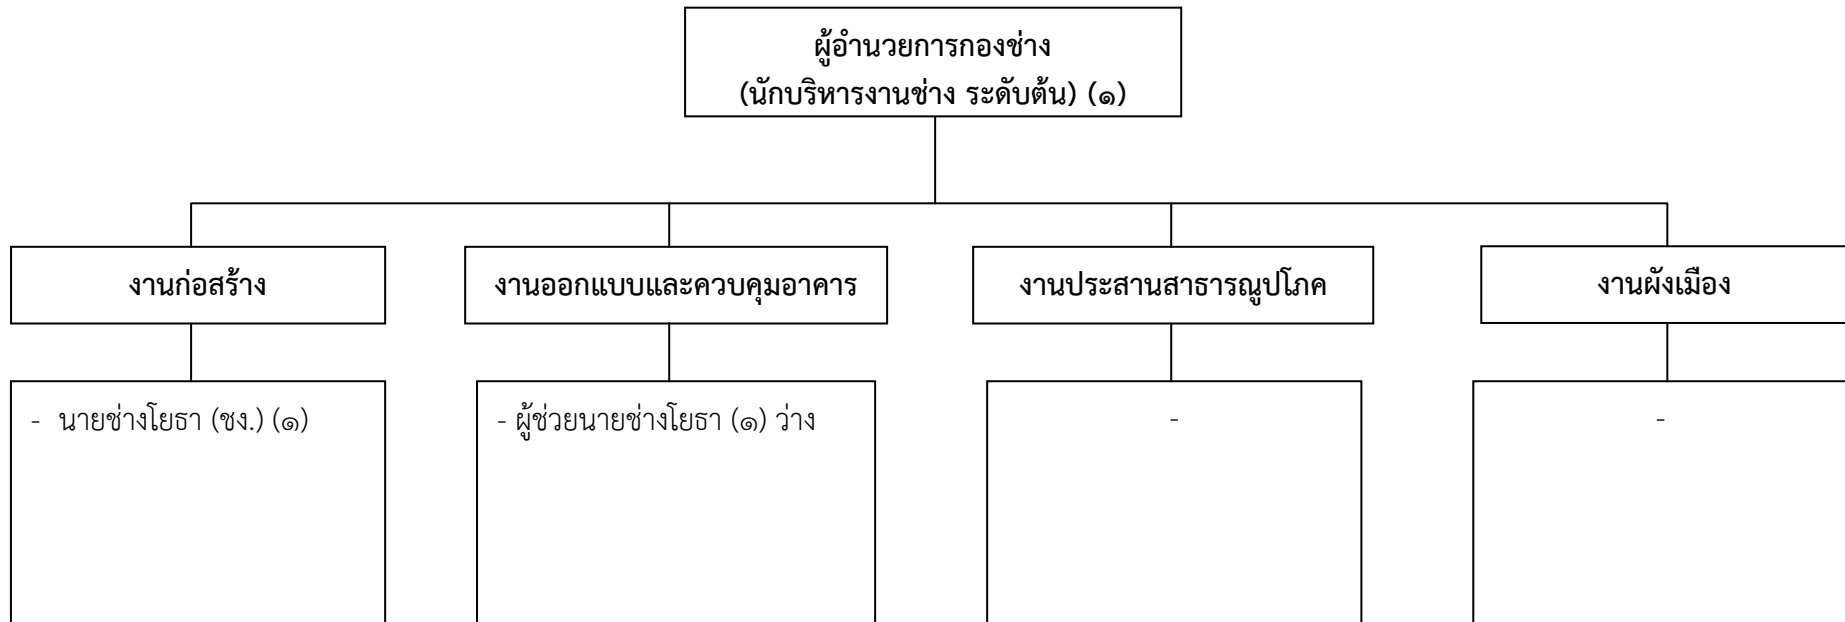 ผู้อำนวยการกองช่าง
(นักบริหารงานช่าง ระดับต้น) (๑)
งานก่อสร้าง
งานออกแบบและควบคุมอาคาร
งานประสานสาธารณูปโภค
งานผังเมือง
- นายช่างโยธา (ชง.) (๑)
- ผู้ช่วยนายช่างโยธา (๑) ว่าง
-
-